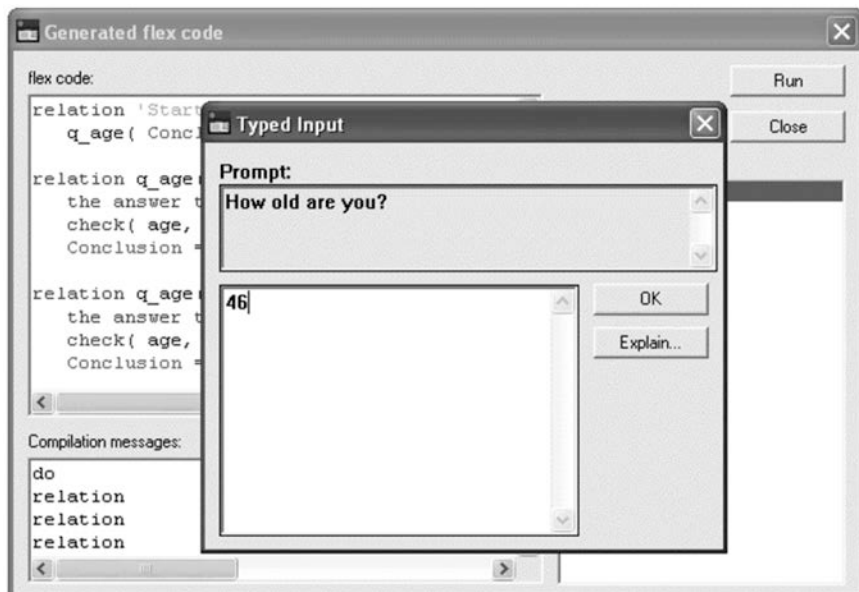 Generated flex code
flex code:
Run
Close
relation 'Start
q_age( Concl
relation q_age
the answer t
check( age,
Conclusion =
relation q_age
the answer t
check( age,
Conclusion =
Compilation messages:
do
relation
relation
relation
Typed Input
Prompt:
How old are you?
46
OK
Explain...